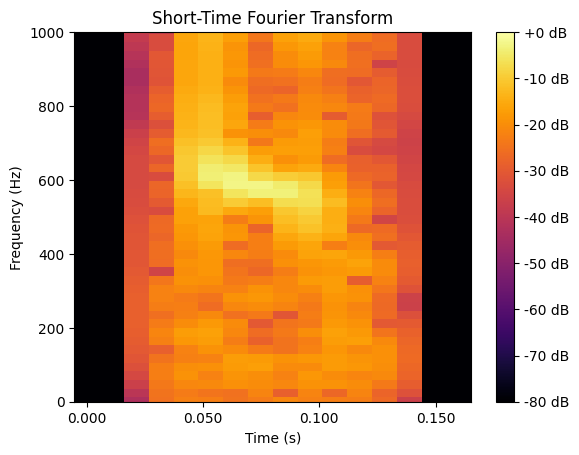 Short-Time Fourier Transform
1000
800
600
400
200
0
Frequency (Hz)
0.000
0.050
0.100
0.150
Time (s)
+0 dB
-10 dB
-20 dB
-30 dB
-40 dB
-50 dB
-60 dB
-70 dB
-80 dB